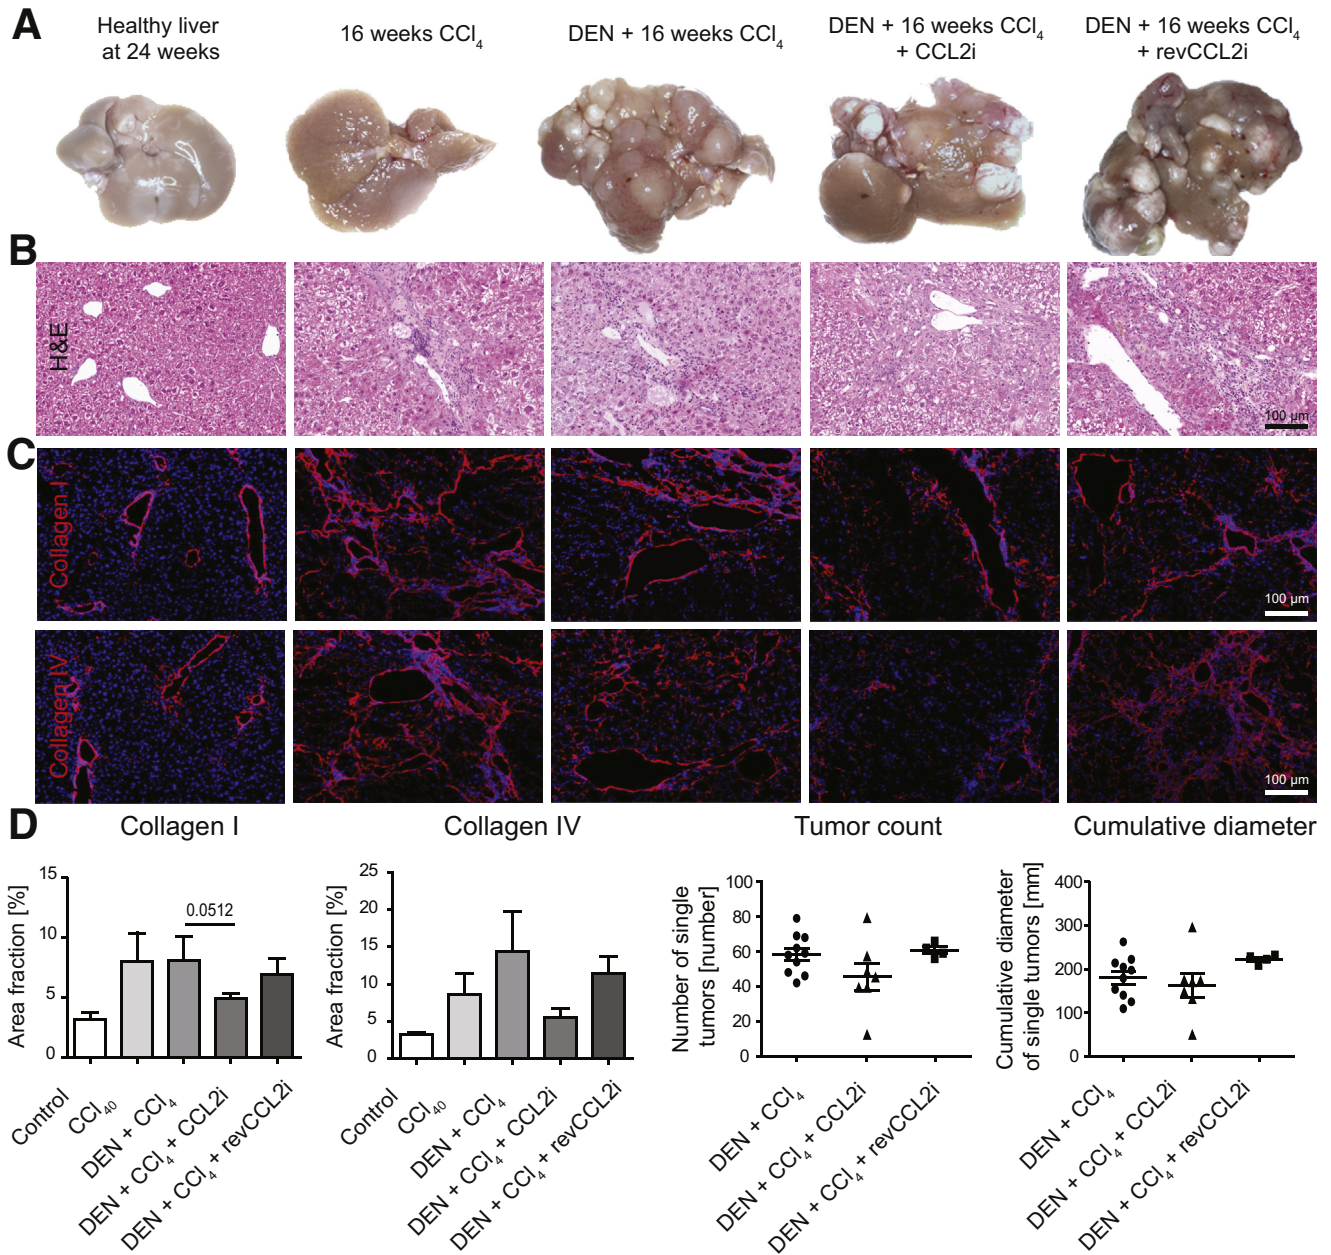 A
Healthy liver
at 24 weeks
16 weeks CCl4
DEN + 16 weeks CCl4
DEN + 16 weeks CCl4
+ CCL2i
DEN + 16 weeks CCl4
+ revCCL2i
B
H&E
100 µm
C
Collagen I
100 µm
Collagen IV
100 µm
D
Collagen I
Area fraction [%]
15
10
5
0
0.0512
Control
CCl40
DEN + CCl4
DEN + CCl4 + CCL2i
DEN + CCl4 + revCCL2i
Collagen IV
Area fraction [%]
25
20
15
10
5
0
Control
CCl40
DEN + CCl4
DEN + CCl4 + CCL2i
DEN + CCl4 + revCCL2i
Tumor count
Number of single
tumors [number]
100
80
60
40
20
0
DEN + CCl4
DEN + CCl4 + CCL2i
DEN + CCl4 + revCCL2i
Cumulative diameter
Cumulative diameter
of single tumors [mm]
400
300
200
100
0
DEN + CCl4
DEN + CCl4 + CCL2i
DEN + CCl4 + revCCL2i